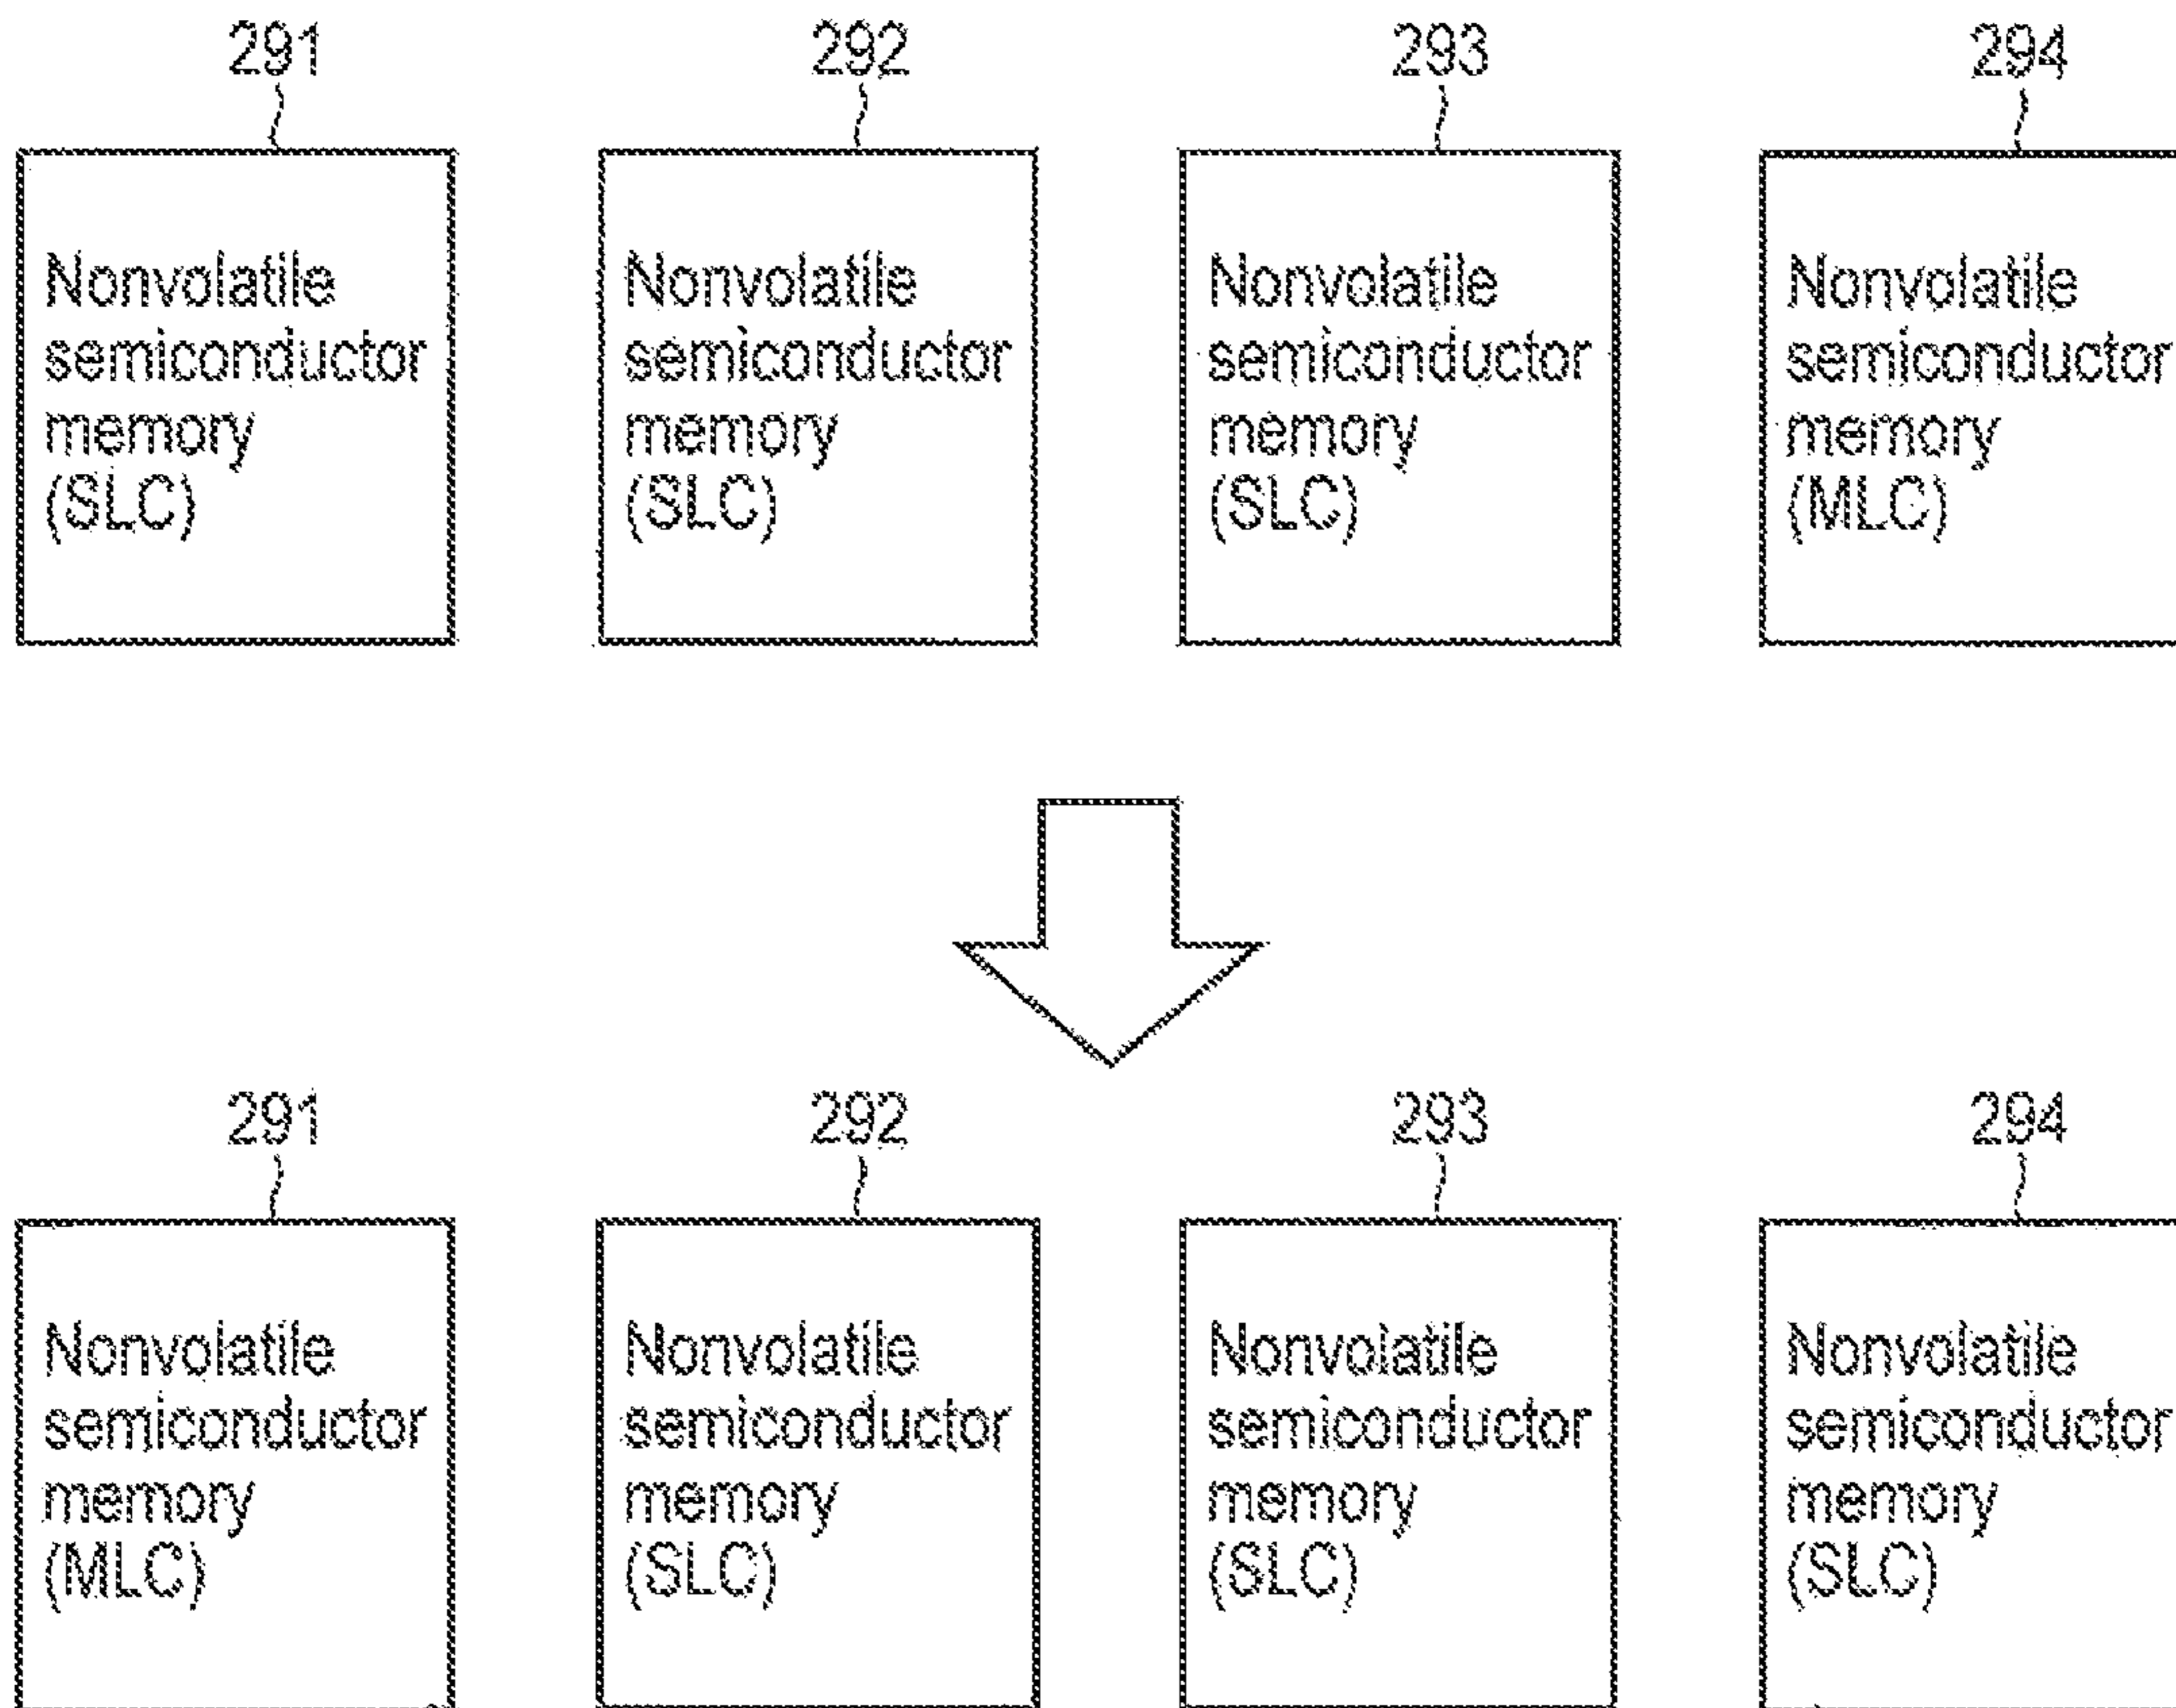 291 292 293 294
Nonvolatile Nonvolatile Nonvolatile Nonvolatile
semiconductor semiconductor semiconductor semiconductor
memory memory memory memory
(SLC) (SLC) (SLC) (MLC)
291 292 293 294
Nonvolatile Nonvolatile Nonvolatile Nonvolatile
semiconductor semiconductor semiconductor semiconductor
memory memory memory memory
(MLC) (SLC) (SLC) (SLC)